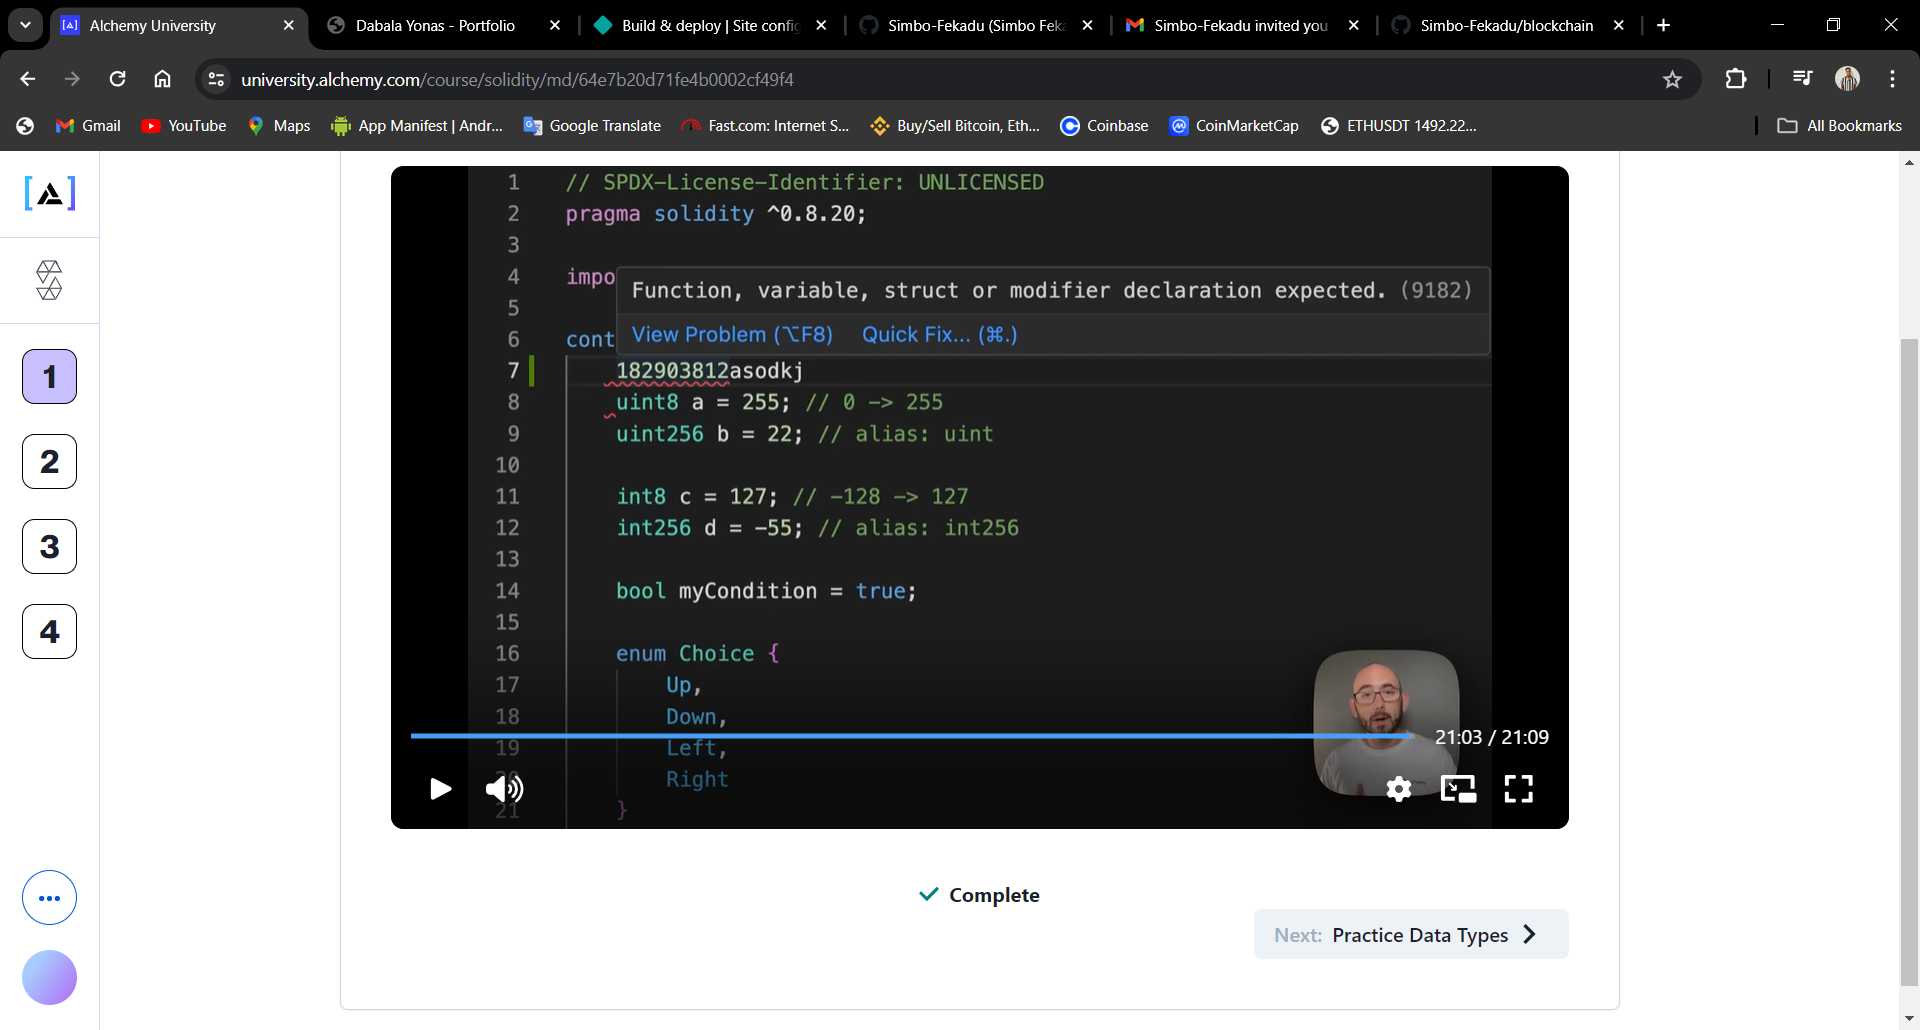 Alchemy University
Dabala Yonas - Portfolio
Build & deploy | Site config
Simbo-Fekadu (Simbo Feka
Simbo-Fekadu invited you
Simbo-Fekadu/blockchain
university.alchemy.com/course/solidity/md/64e7b20d71fe4b0002cf49f4
Gmail
YouTube
Maps
App Manifest | Andr...
Google Translate
Fast.com: Internet S...
Buy/Sell Bitcoin, Eth...
Coinbase
CoinMarketCap
ETHUSDT 1492.22...
All Bookmarks
1
2
3
4
1 // SPDX-License-Identifier: UNLICENSED
2 pragma solidity ^0.8.20;
3
4 impo
Function, variable, struct or modifier declaration expected. (9182)
5
6 cont
View Problem (⌥F8) Quick Fix... (⌘.)
7 182903812asodkj
8 uint8 a = 255; // 0 -> 255
9 uint256 b = 22; // alias: uint
10
11 int8 c = 127; // -128 -> 127
12 int256 d = -55; // alias: int256
13
14 bool myCondition = true;
15
16 enum Choice {
17 Up,
18 Down,
19 Left,
20 Right
21 }
21:03 / 21:09
Complete
Next: Practice Data Types